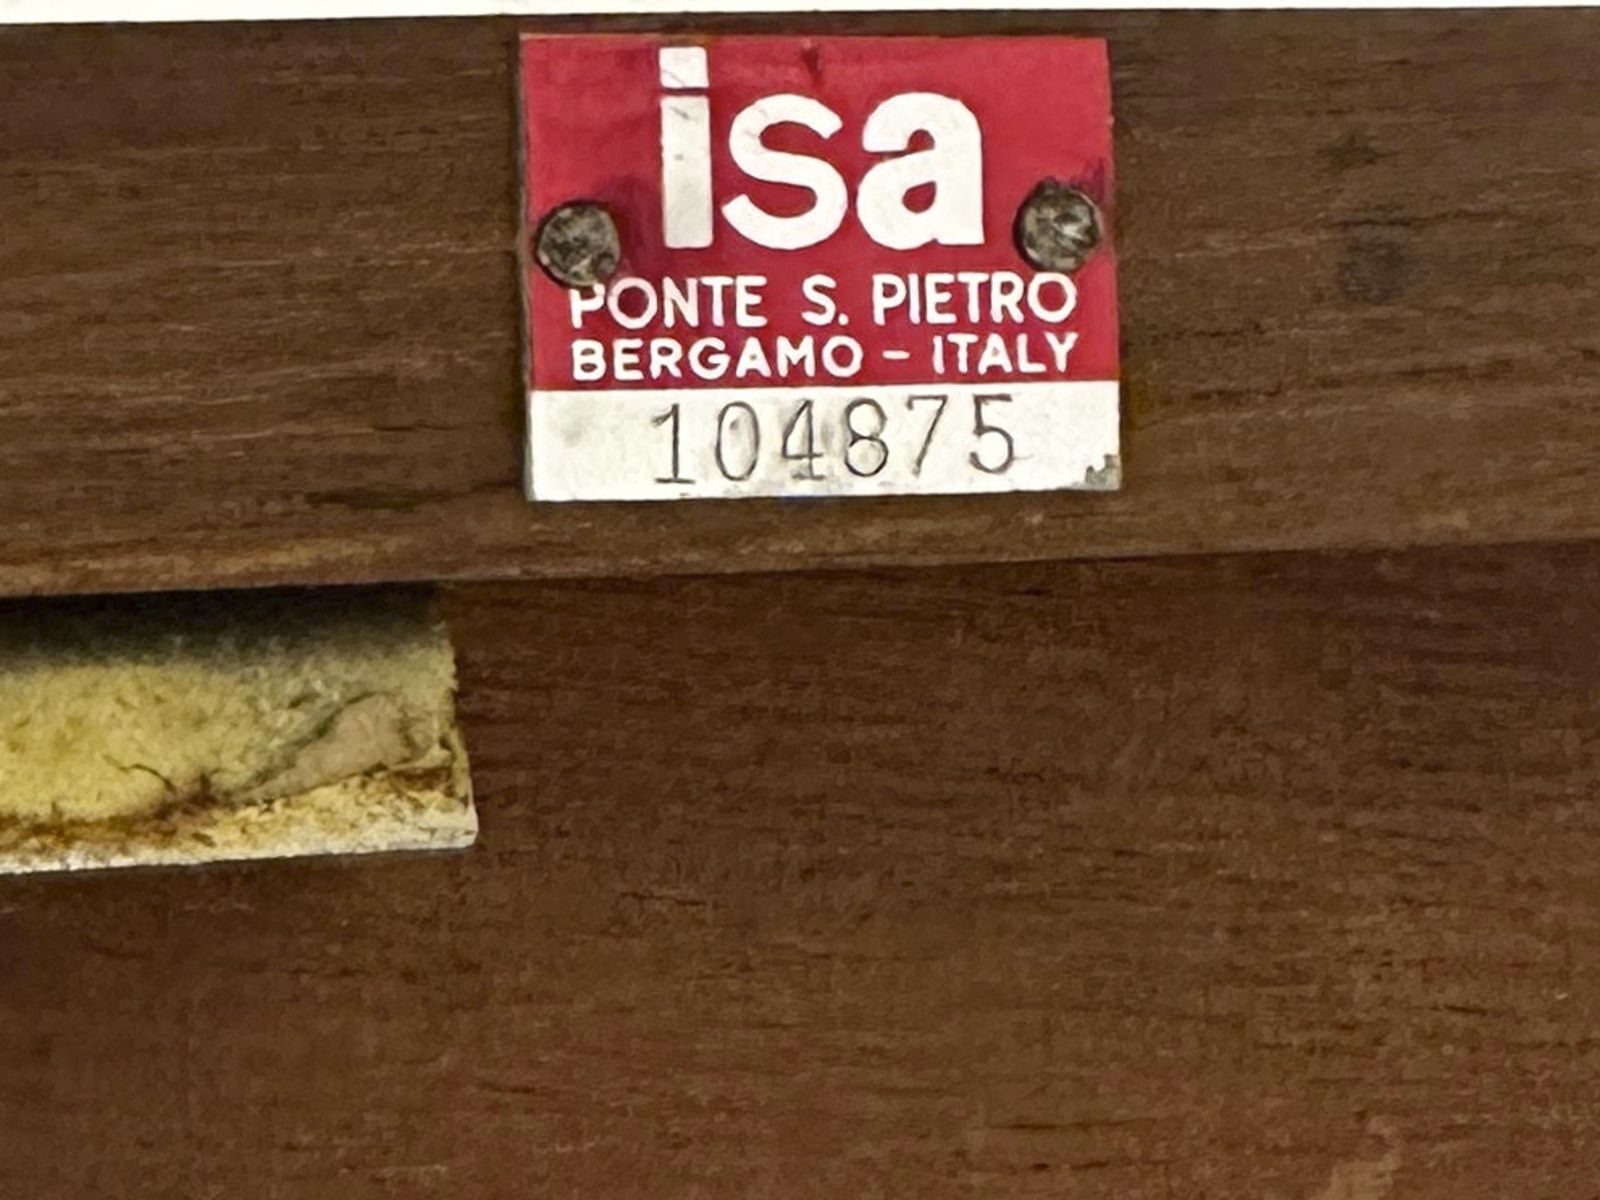 isa
PONTE S. PIETRO
BERGAMO - ITALY
104875